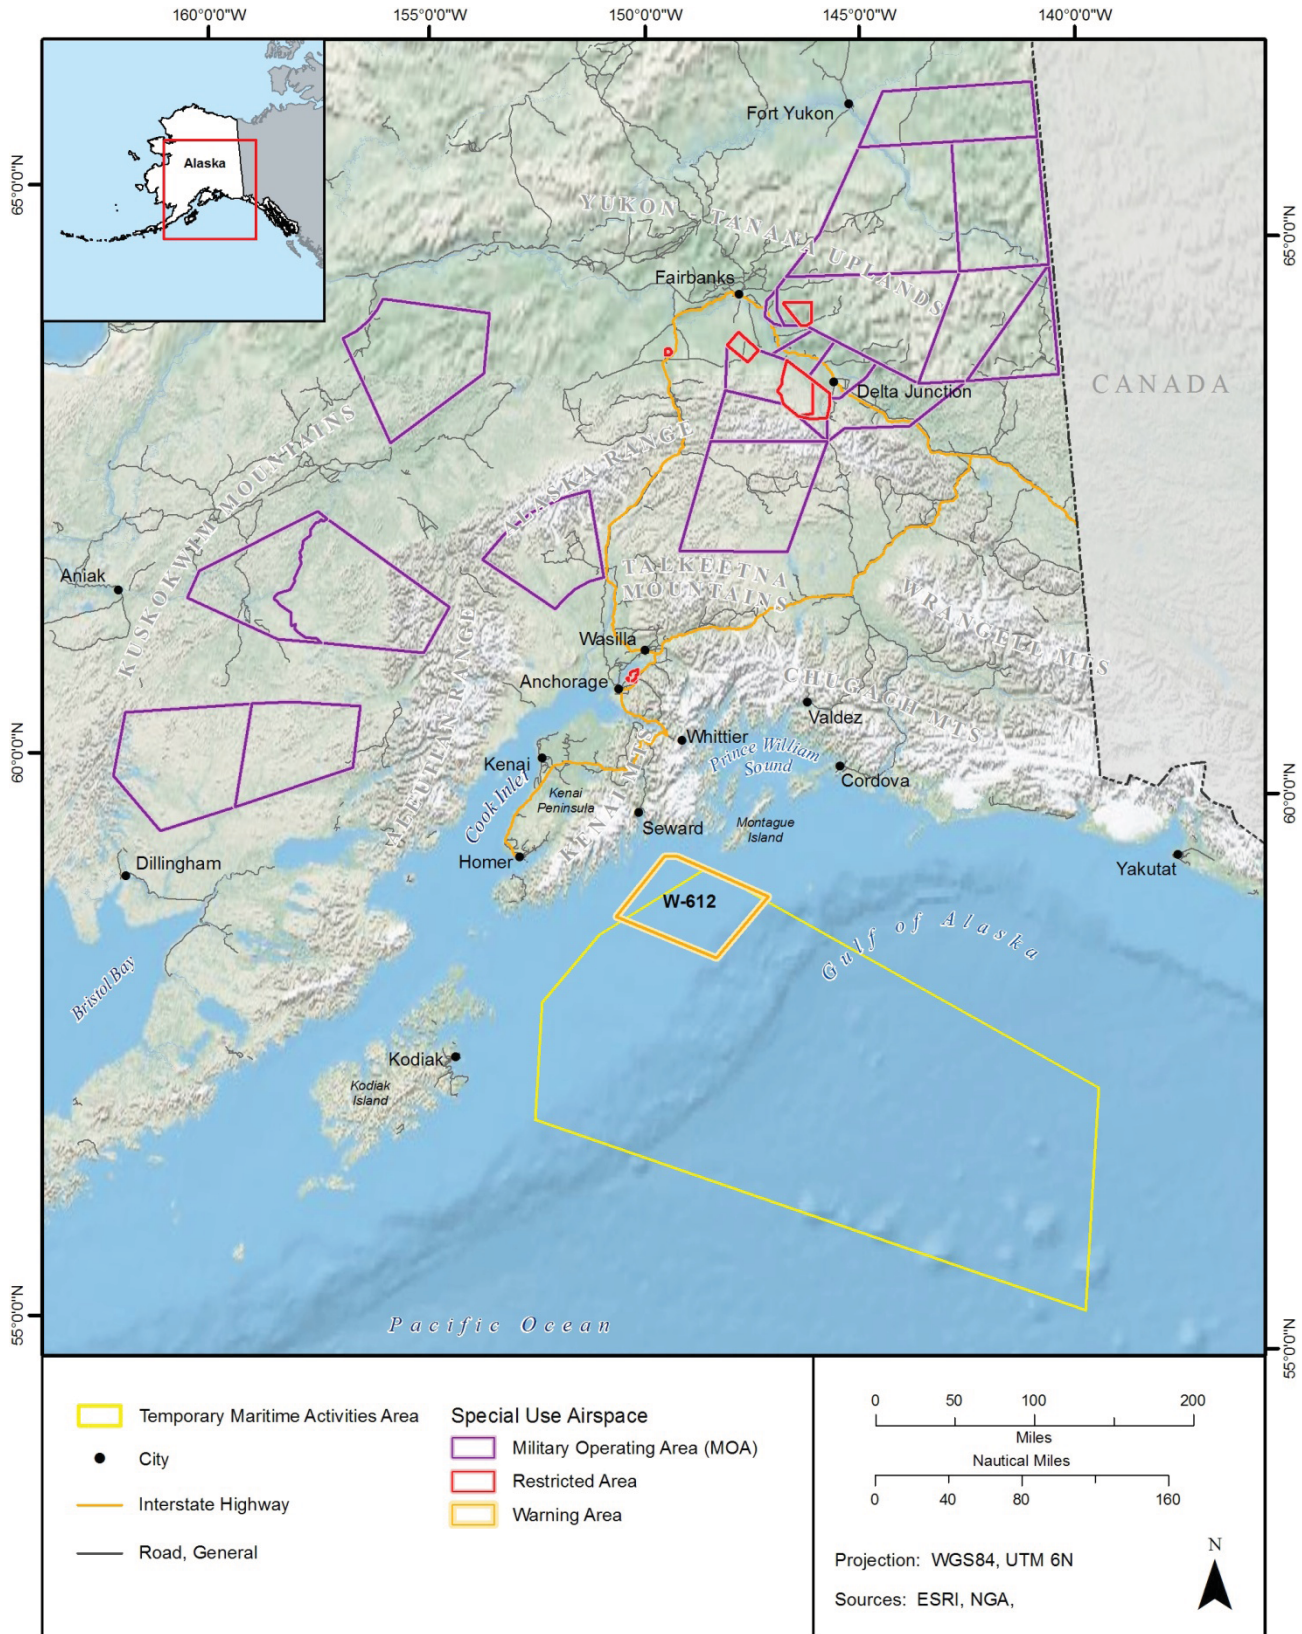 160°0'0"W
155°0'0"W
150°0'0"W
145°0'0"W
140°0'0"W
65°0'0"N
65°0'0"N
60°0'0"N
60°0'0"N
55°0'0"N
55°0'0"N
Alaska
Fort Yukon
YUKON - TANANA UPLANDS
Fairbanks
Delta Junction
CANADA
KUSKOKWIM MOUNTAINS
ALASKA RANGE
Aniak
TALKEETNA
MOUNTAINS
WRANGELL MTS
Wasilla
Anchorage
CHUGACH MTS
Valdez
Whittier
Prince William
Sound
Cordova
Kenai
Cook Inlet
Kenai
Peninsula
KENAI MTS
ALEUTIAN RANGE
Seward
Montague
Island
Homer
Dillingham
Yakutat
W-612
Gulf of Alaska
Bristol Bay
Kodiak
Kodiak
Island
Pacific Ocean
Temporary Maritime Activities Area
City
Interstate Highway
Road, General
Special Use Airspace
Military Operating Area (MOA)
Restricted Area
Warning Area
0 50 100 200
Miles
Nautical Miles
0 40 80 160
Projection: WGS84, UTM 6N
Sources: ESRI, NGA,
N